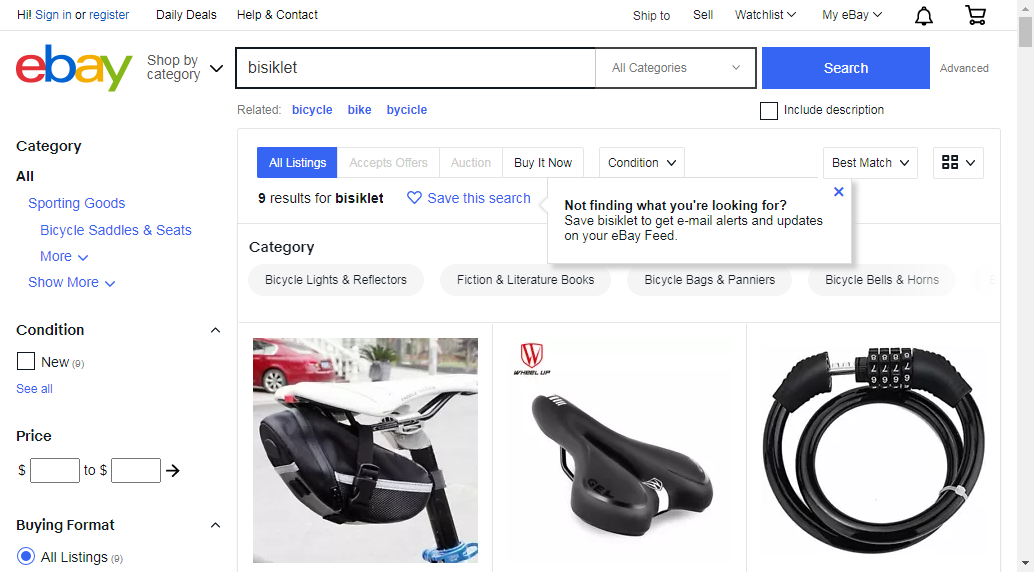 Hi! Sign in or register
Daily Deals
Help & Contact
Ship to
Sell
Watchlist
My eBay
ebay
Shop by
category
bisiklet
All Categories
Search
Advanced
Related: bicycle bike bycicle
Include description
Category
All
Sporting Goods
Bicycle Saddles & Seats
More
Show More
Condition
New (9)
See all
Price
$ to $
Buying Format
All Listings (9)
All Listings
Accepts Offers
Auction
Buy It Now
Condition
Best Match
9 results for bisiklet
Save this search
Not finding what you're looking for?
Save bisiklet to get e-mail alerts and updates
on your eBay Feed.
Category
Bicycle Lights & Reflectors
Fiction & Literature Books
Bicycle Bags & Panniers
Bicycle Bells & Horns
WHEEL UP
GEL